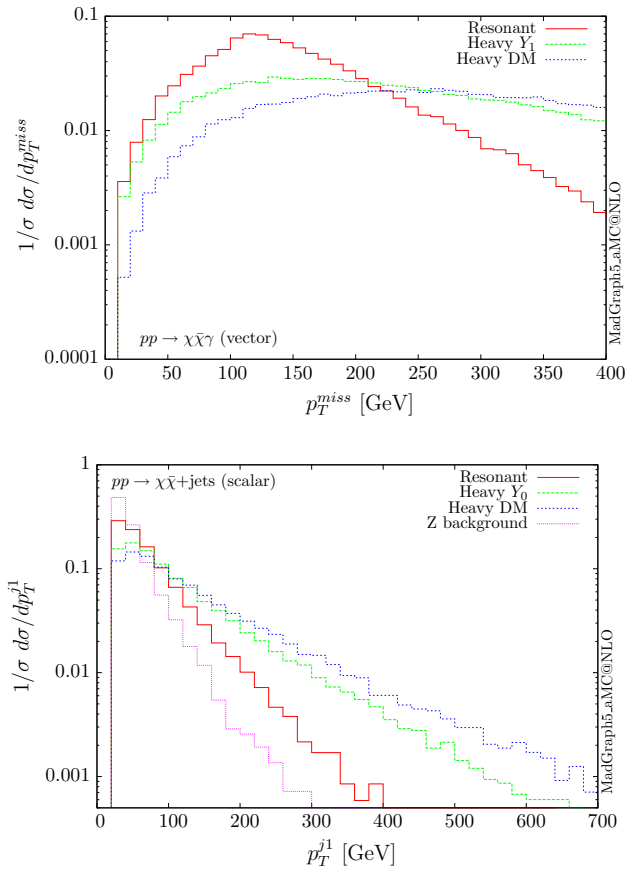 0.1
0.01
0.001
0.0001
1/σ dσ/dp_T^{miss}
Resonant
Heavy Y_1
Heavy DM
pp → χχ̄γ (vector)
MadGraph5_aMC@NLO
0 50 100 150 200 250 300 350 400
p_T^{miss} [GeV]
1
0.1
0.01
0.001
1/σ dσ/dp_T^{j1}
pp → χχ̄+jets (scalar)
Resonant
Heavy Y_0
Heavy DM
Z background
MadGraph5_aMC@NLO
0 100 200 300 400 500 600 700
p_T^{j1} [GeV]